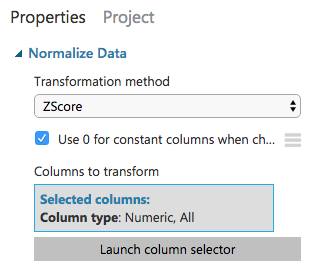 Properties Project
Normalize Data
Transformation method
ZScore
Use 0 for constant columns when ch...
Columns to transform
Selected columns:
Column type: Numeric, All
Launch column selector